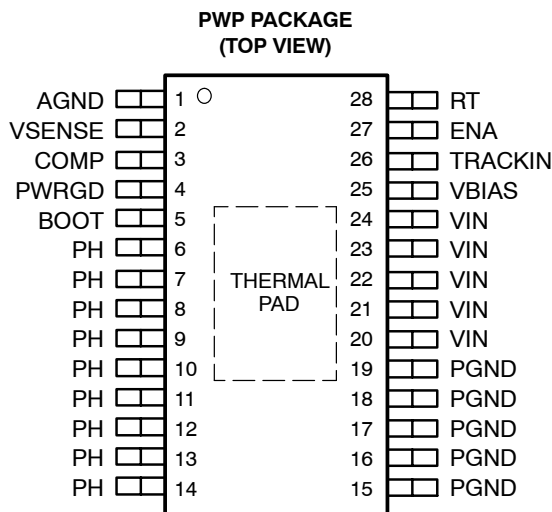 PWP PACKAGE
(TOP VIEW)
AGND 1 28 RT
VSENSE 2 27 ENA
COMP 3 26 TRACKIN
PWRGD 4 25 VBIAS
BOOT 5 24 VIN
PH 6 23 VIN
PH 7 22 VIN
PH 8 21 VIN
PH 9 20 VIN
PH 10 19 PGND
PH 11 18 PGND
PH 12 17 PGND
PH 13 16 PGND
PH 14 15 PGND
THERMAL
PAD